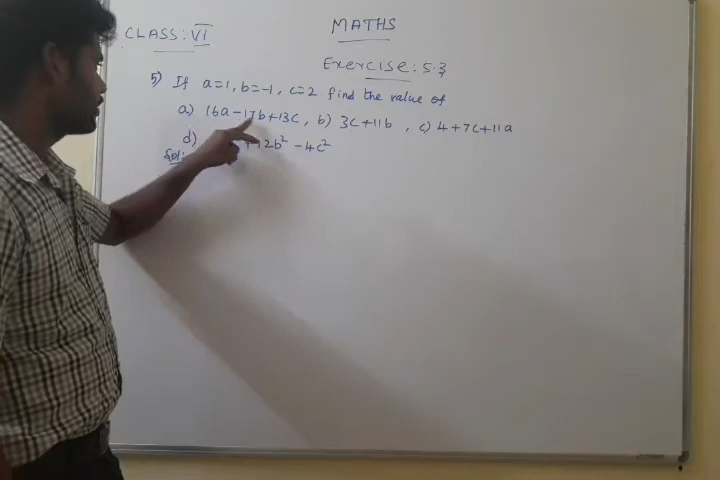 CLASS: VI
MATHS
Exercise: 5.3
5) If a=1, b=-1, c=2 find the value of
a) 16a-17b+13c, b) 3c+11b, c) 4+7c+11a
d) 12b² - 4c²
Sol: